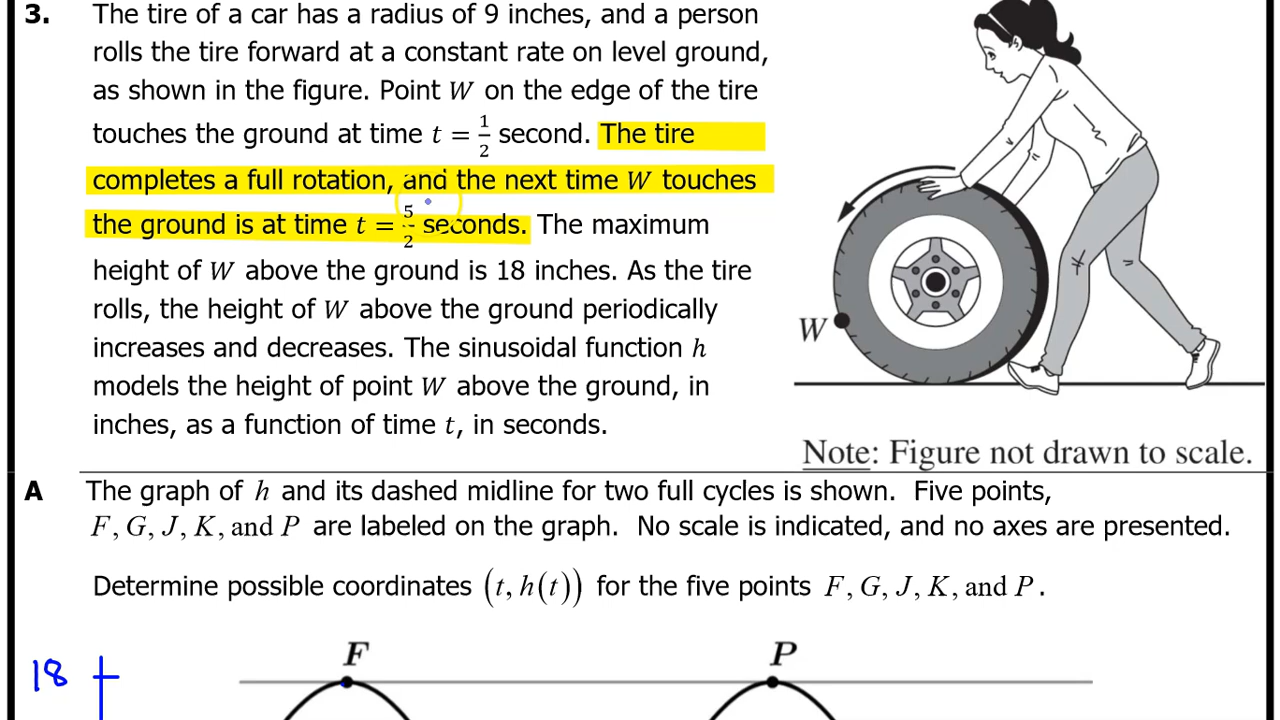 3. The tire of a car has a radius of 9 inches, and a person
rolls the tire forward at a constant rate on level ground,
as shown in the figure. Point W on the edge of the tire
touches the ground at time t = 1/2 second. The tire
completes a full rotation, and the next time W touches
the ground is at time t = 5/2 seconds. The maximum
height of W above the ground is 18 inches. As the tire
rolls, the height of W above the ground periodically
increases and decreases. The sinusoidal function h
models the height of point W above the ground, in
inches, as a function of time t, in seconds.
W
Note: Figure not drawn to scale.
A The graph of h and its dashed midline for two full cycles is shown. Five points,
F, G, J, K, and P are labeled on the graph. No scale is indicated, and no axes are presented.
Determine possible coordinates (t, h(t)) for the five points F, G, J, K, and P.
F P
18